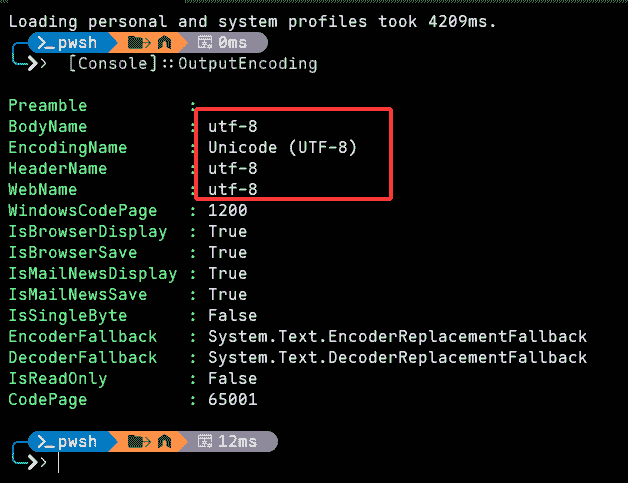 Loading personal and system profiles took 4209ms.
pwsh 0ms
[Console]::OutputEncoding
Preamble :
BodyName : utf-8
EncodingName : Unicode (UTF-8)
HeaderName : utf-8
WebName : utf-8
WindowsCodePage : 1200
IsBrowserDisplay : True
IsBrowserSave : True
IsMailNewsDisplay : True
IsMailNewsSave : True
IsSingleByte : False
EncoderFallback : System.Text.EncoderReplacementFallback
DecoderFallback : System.Text.DecoderReplacementFallback
IsReadOnly : False
CodePage : 65001
pwsh 12ms